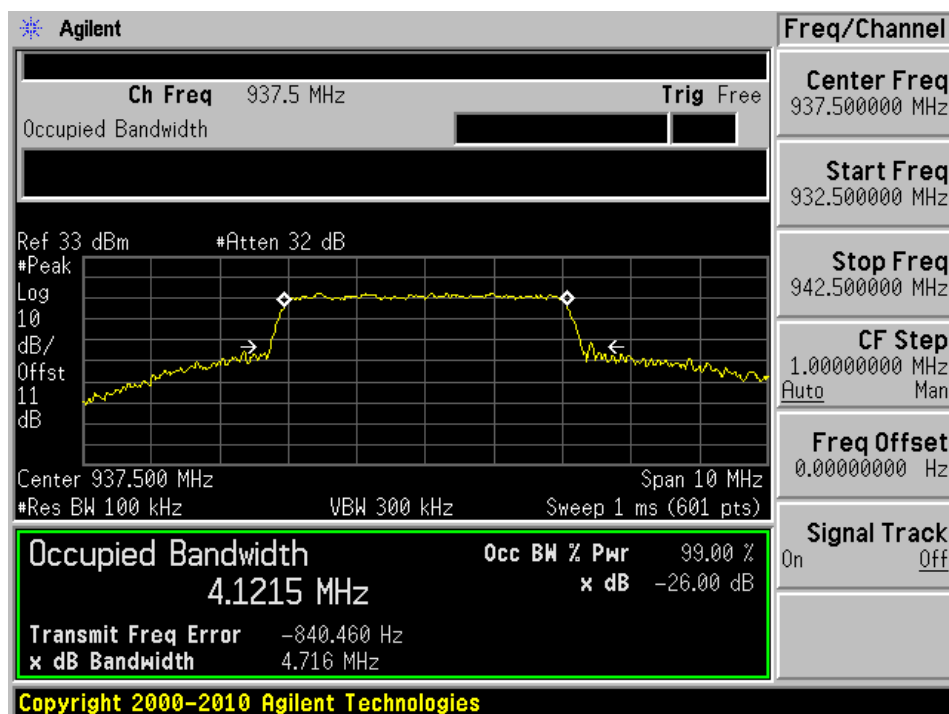 Agilent
Freq/Channel
Ch Freq 937.5 MHz Trig Free
Occupied Bandwidth
Center Freq
937.500000 MHz
Start Freq
932.500000 MHz
Stop Freq
942.500000 MHz
CF Step
1.00000000 MHz
Auto Man
Freq Offset
0.00000000 Hz
Signal Track
On Off
Ref 33 dBm #Atten 32 dB
#Peak
Log
10
dB/
Offst
11
dB
Center 937.500 MHz Span 10 MHz
#Res BW 100 kHz VBW 300 kHz Sweep 1 ms (601 pts)
Occupied Bandwidth Occ BW % Pwr 99.00 %
4.1215 MHz x dB -26.00 dB
Transmit Freq Error -840.460 Hz
x dB Bandwidth 4.716 MHz
Copyright 2000-2010 Agilent Technologies